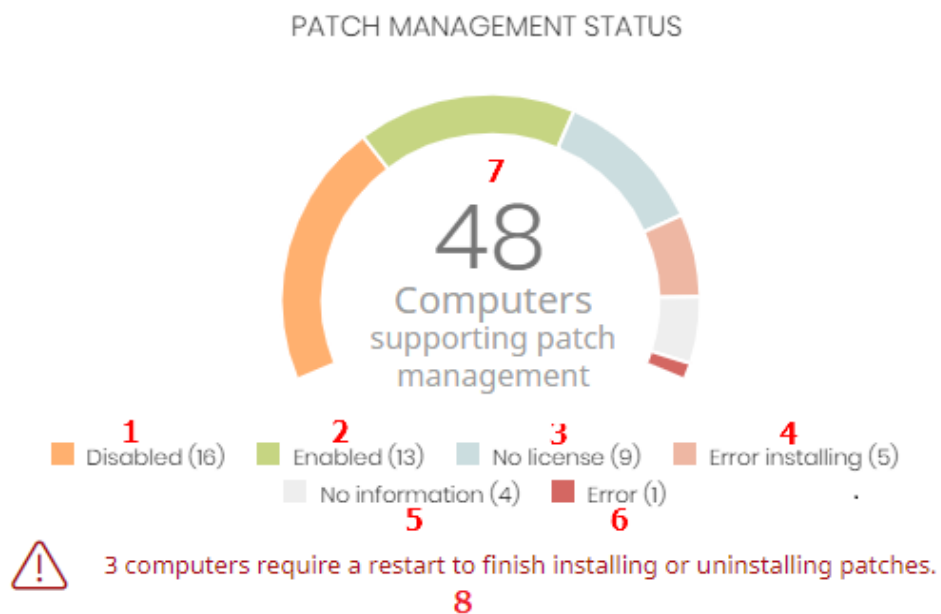 PATCH MANAGEMENT STATUS
7
48
Computers
supporting patch
management
1 2 3 4
Disabled (16) Enabled (13) No license (9) Error installing (5)
No information (4) Error (1) .
5 6
3 computers require a restart to finish installing or uninstalling patches.
8